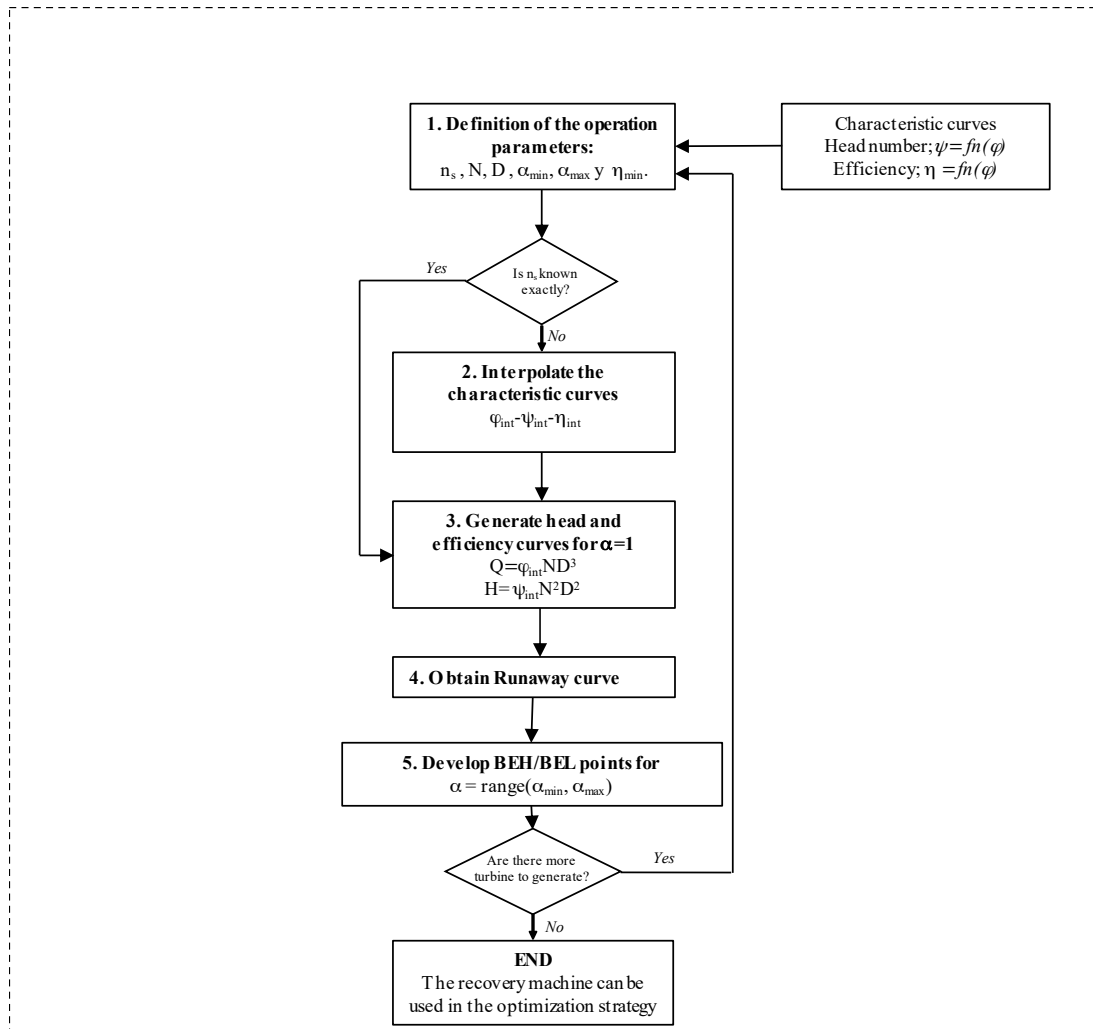 1. Definition of the operation
parameters:
nₛ , N, D , αₘᵢₙ, αₘₐₓ y ηₘᵢₙ.
Characteristic curves
Head number; ψ= fn(φ)
Efficiency; η =fn(φ)
Yes
Is nₛ known
exactly?
No
2. Interpolate the
characteristic curves
φᵢₙₜ-ψᵢₙₜ-ηᵢₙₜ
3. Generate head and
efficiency curves for α=1
Q=φᵢₙₜND³
H= ψᵢₙₜN²D²
4. Obtain Runaway curve
5. Develop BEH/BEL points for
α = range(αₘᵢₙ, αₘₐₓ)
Are there more
turbine to generate?
Yes
No
END
The recovery machine can be
used in the optimization strategy